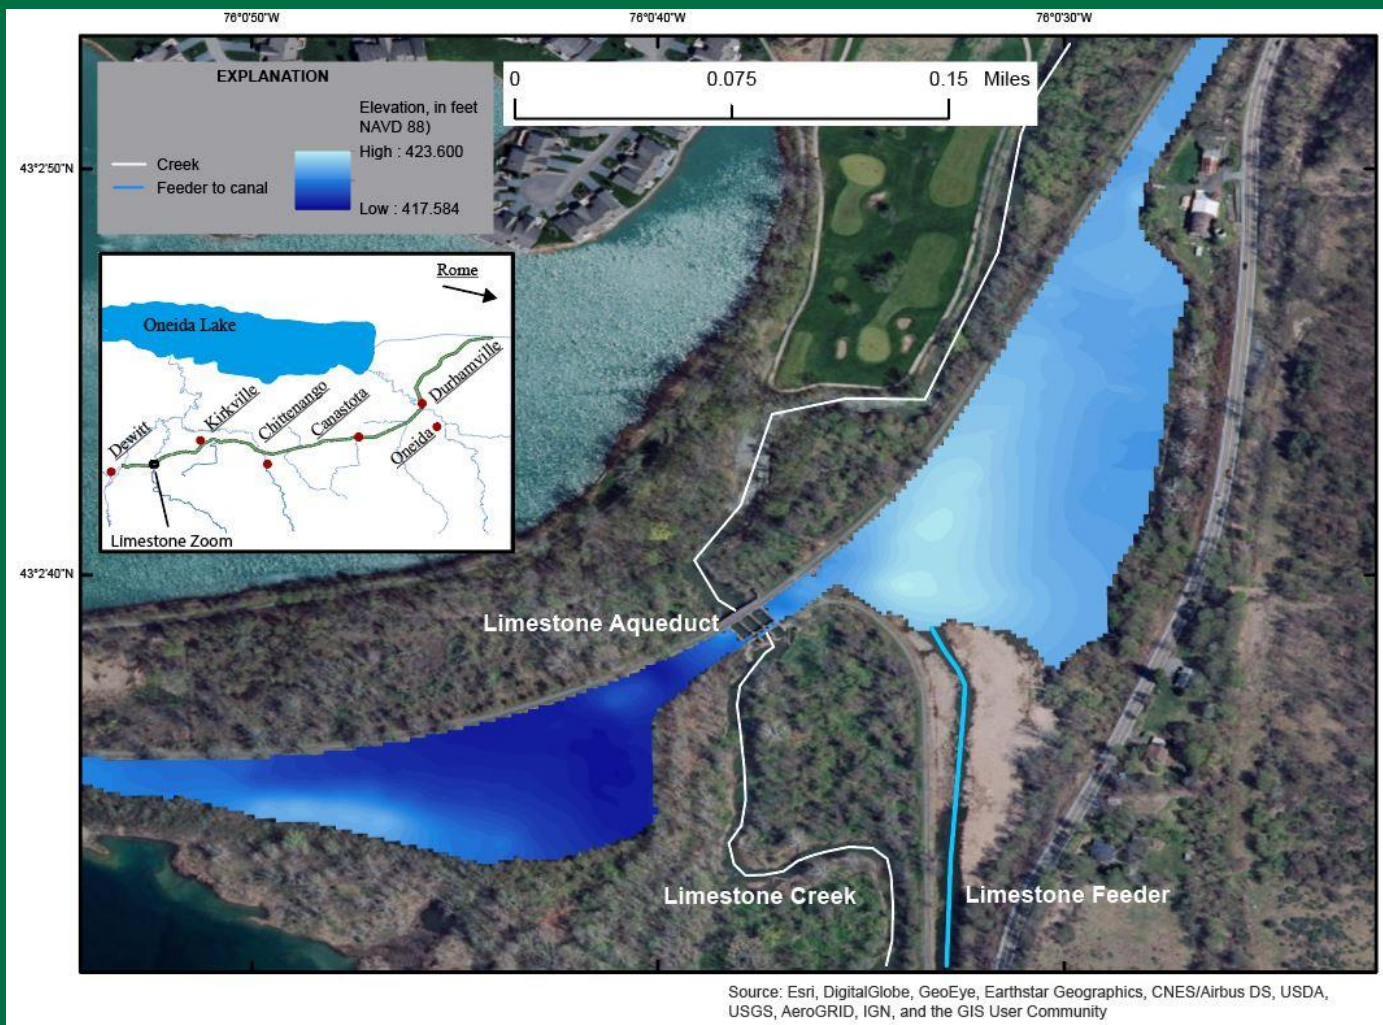 76°0'50"W
76°0'40"W
76°0'30"W
EXPLANATION
Elevation, in feet
NAVD 88)
High : 423.600
Low : 417.584
Creek
Feeder to canal
0 0.075 0.15 Miles
43°2'50"N
Rome
Oneida Lake
Durhamville
Kirkville
Chittenango
Canastota
Dewitt
Oneida
Limestone Zoom
43°2'40"N
Limestone Aqueduct
Limestone Creek
Limestone Feeder
Source: Esri, DigitalGlobe, GeoEye, Earthstar Geographics, CNES/Airbus DS, USDA,
USGS, AeroGRID, IGN, and the GIS User Community